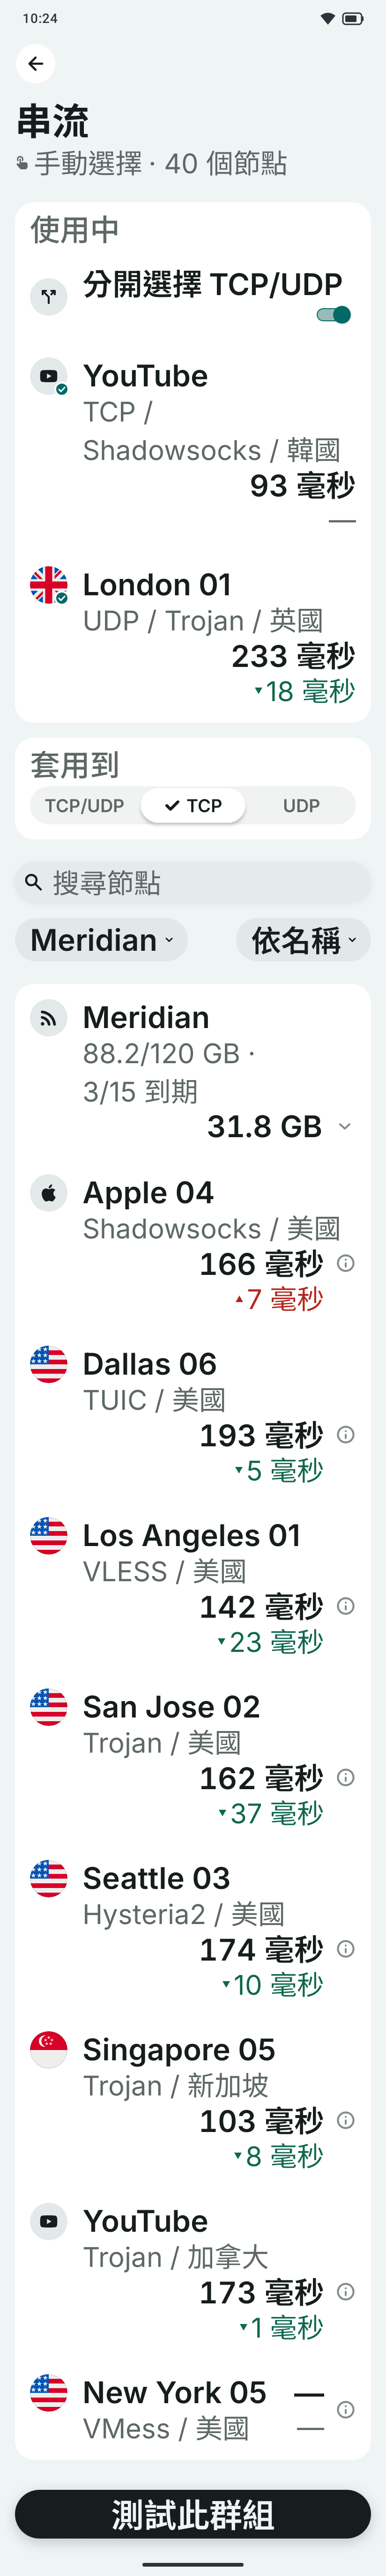 10:24
串流
手動選擇 · 40 個節點
使用中
分開選擇 TCP/UDP
YouTube
TCP /
Shadowsocks / 韓國
93 毫秒
—
London 01
UDP / Trojan / 英國
233 毫秒
▼18 毫秒
套用到
TCP/UDP
TCP
UDP
搜尋節點
Meridian
依名稱
Meridian
88.2/120 GB ·
3/15 到期
31.8 GB
Apple 04
Shadowsocks / 美國
166 毫秒
▲7 毫秒
Dallas 06
TUIC / 美國
193 毫秒
▼5 毫秒
Los Angeles 01
VLESS / 美國
142 毫秒
▼23 毫秒
San Jose 02
Trojan / 美國
162 毫秒
▼37 毫秒
Seattle 03
Hysteria2 / 美國
174 毫秒
▼10 毫秒
Singapore 05
Trojan / 新加坡
103 毫秒
▼8 毫秒
YouTube
Trojan / 加拿大
173 毫秒
▼1 毫秒
New York 05 —
VMess / 美國 —
測試此群組